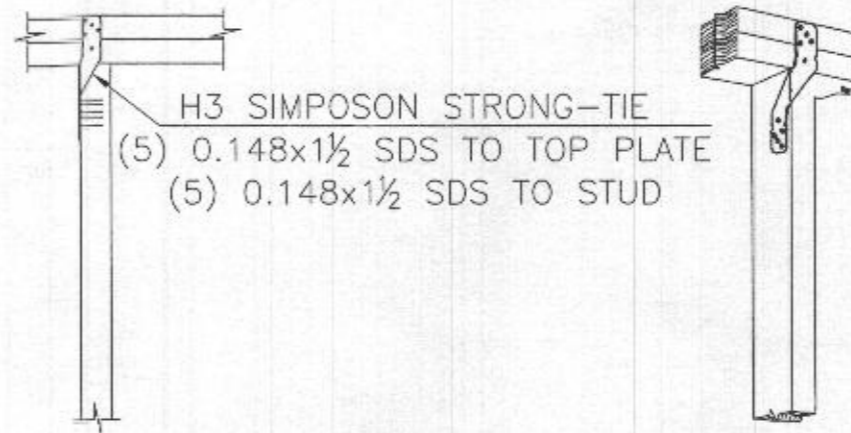 H3 SIMPOSON STRONG-TIE
(5) 0.148x1½ SDS TO TOP PLATE
(5) 0.148x1½ SDS TO STUD